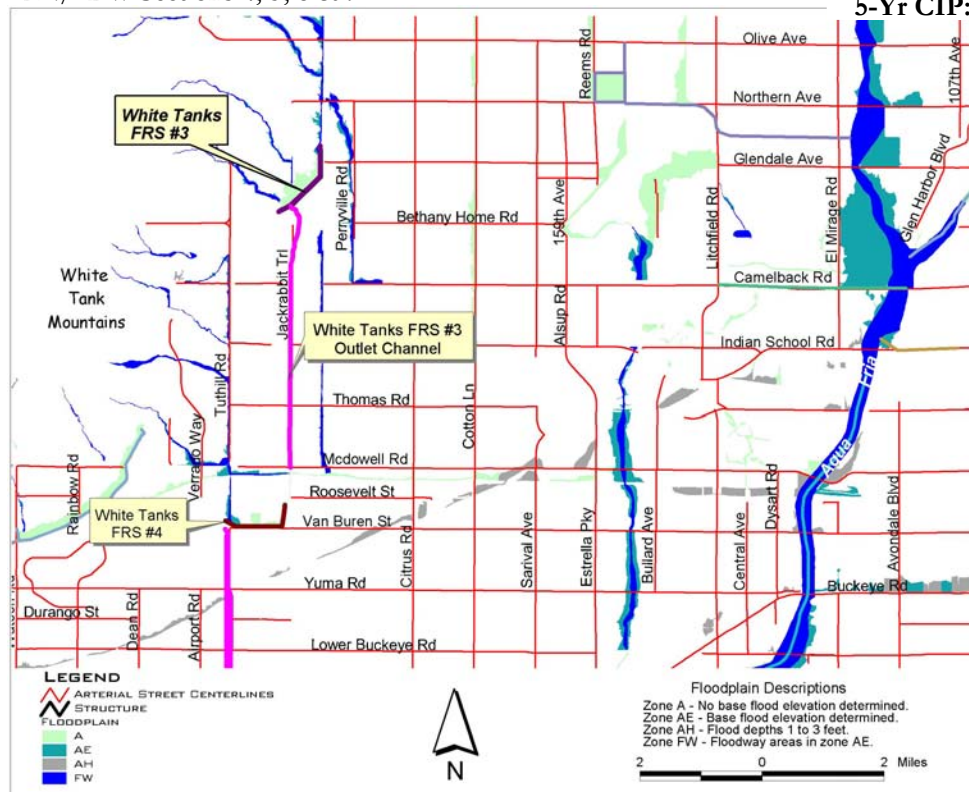 5-Yr CIP:
Olive Ave
Reems Rd
107th Ave
Northern Ave
White Tanks
FRS #3
Glendale Ave
Glen Harbor Blvd
Perryville Rd
159th Ave
Litchfield Rd
El Mirage Rd
Bethany Home Rd
Jackrabbit Trl
White
Tank
Mountains
Camelback Rd
Alsup Rd
White Tanks FRS #3
Outlet Channel
Indian School Rd
Tuthill Rd
Cotton Ln
Thomas Rd
Agua Fria
Verrado Way
Mcdowell Rd
Rainbow Rd
Roosevelt St
White Tanks
FRS #4
Van Buren St
Citrus Rd
Sarival Ave
Estrella Pky
Bullard Ave
Central Ave
Dysart Rd
Avondale Blvd
Yuma Rd
Buckeye Rd
Durango St
Dean Rd
Airport Rd
Lower Buckeye Rd
LEGEND
ARTERIAL STREET CENTERLINES
STRUCTURE
FLOODPLAIN
A
AE
AH
FW
N
Floodplain Descriptions
Zone A - No base flood elevation determined.
Zone AE - Base flood elevation determined.
Zone AH - Flood depths 1 to 3 feet.
Zone FW - Floodway areas in zone AE.
2 0 2 Miles